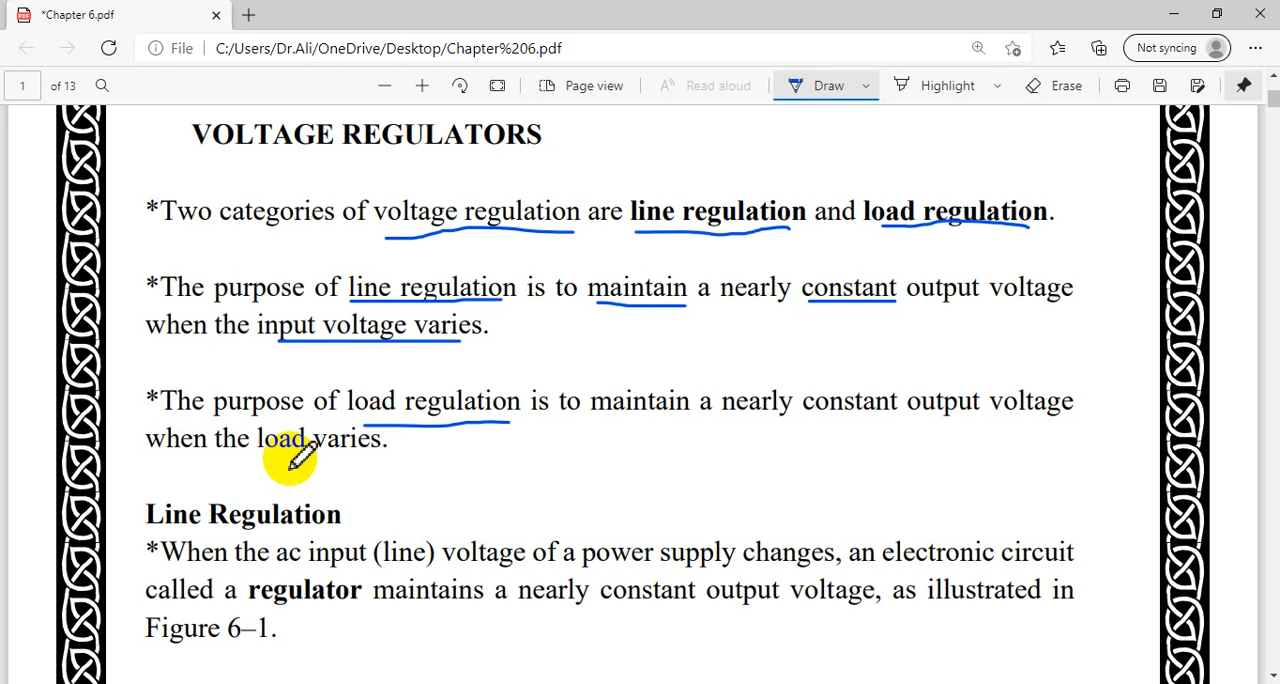 *Chapter 6.pdf
File | C:/Users/Dr.Ali/OneDrive/Desktop/Chapter%206.pdf
Not syncing
1 of 13
Page view
Read aloud
Draw
Highlight
Erase
VOLTAGE REGULATORS
*Two categories of voltage regulation are line regulation and load regulation.
*The purpose of line regulation is to maintain a nearly constant output voltage
when the input voltage varies.
*The purpose of load regulation is to maintain a nearly constant output voltage
when the load varies.
Line Regulation
*When the ac input (line) voltage of a power supply changes, an electronic circuit
called a regulator maintains a nearly constant output voltage, as illustrated in
Figure 6–1.